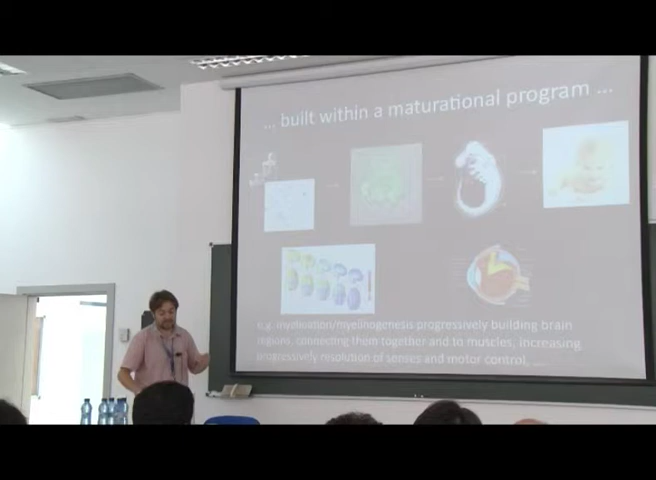 ... built within a maturational program ...
e.g. myelination/myelinogenetis progressively building brain
regions, connecting them together and to muscles, increasing
progressively resolution of senses and motor control, ....